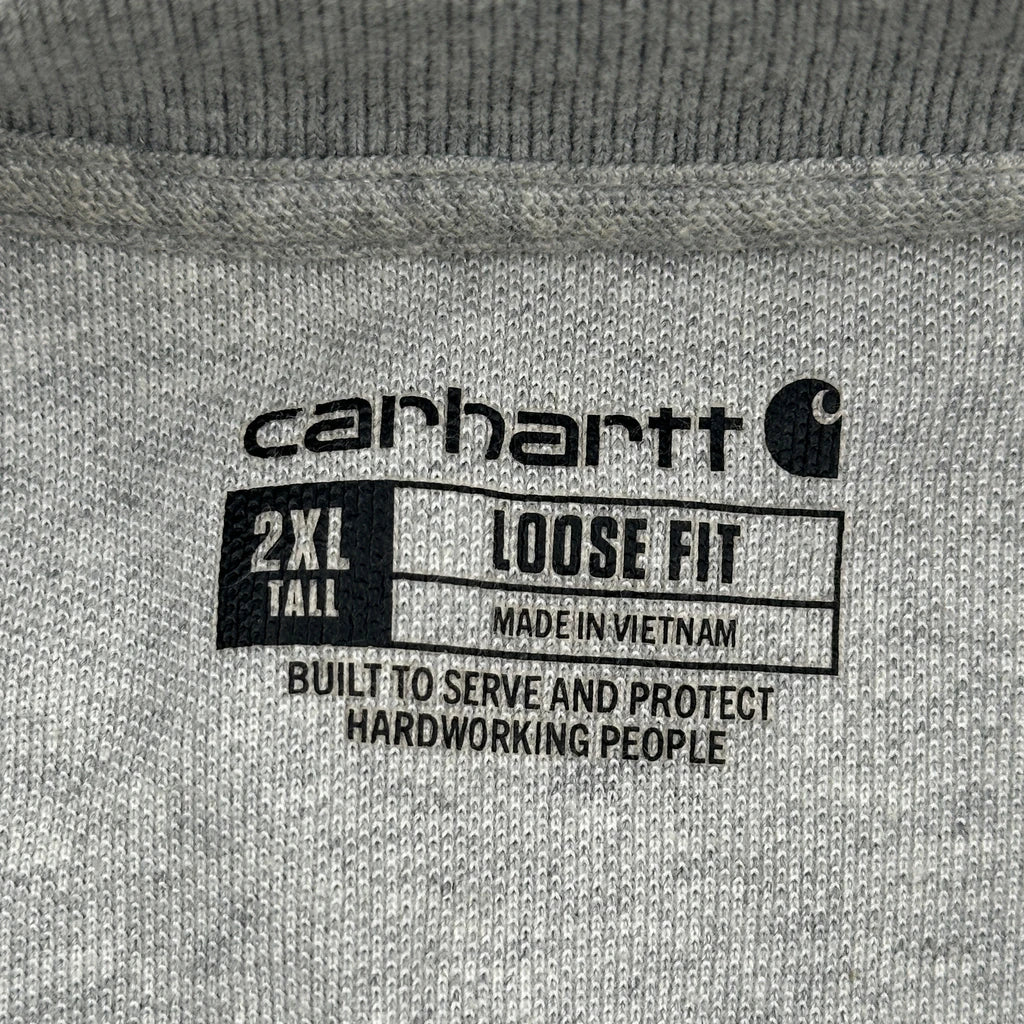 carhartt
2XL
TALL
LOOSE FIT
MADE IN VIETNAM
BUILT TO SERVE AND PROTECT
HARDWORKING PEOPLE